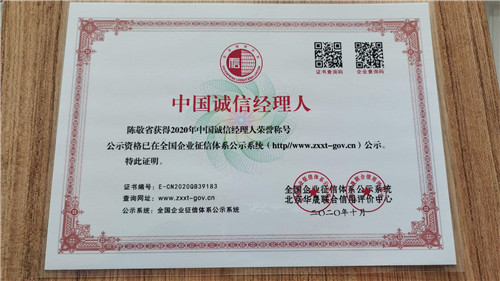 信
证书查询码 企业查询码
中国诚信经理人
陈敬省获得2020年中国诚信经理人荣誉称号
公示资格已在全国企业征信体系公示系统（http//www.zxxt-gov.cn）公示。
特此证明。
证书编号：E-CN2020QB39183
查询网址：www.zxxt-gov.cn
公示系统：全国企业征信体系公示系统
全国企业征信体系公示系统
北京华晟联合信用评价中心
二〇二〇年十月